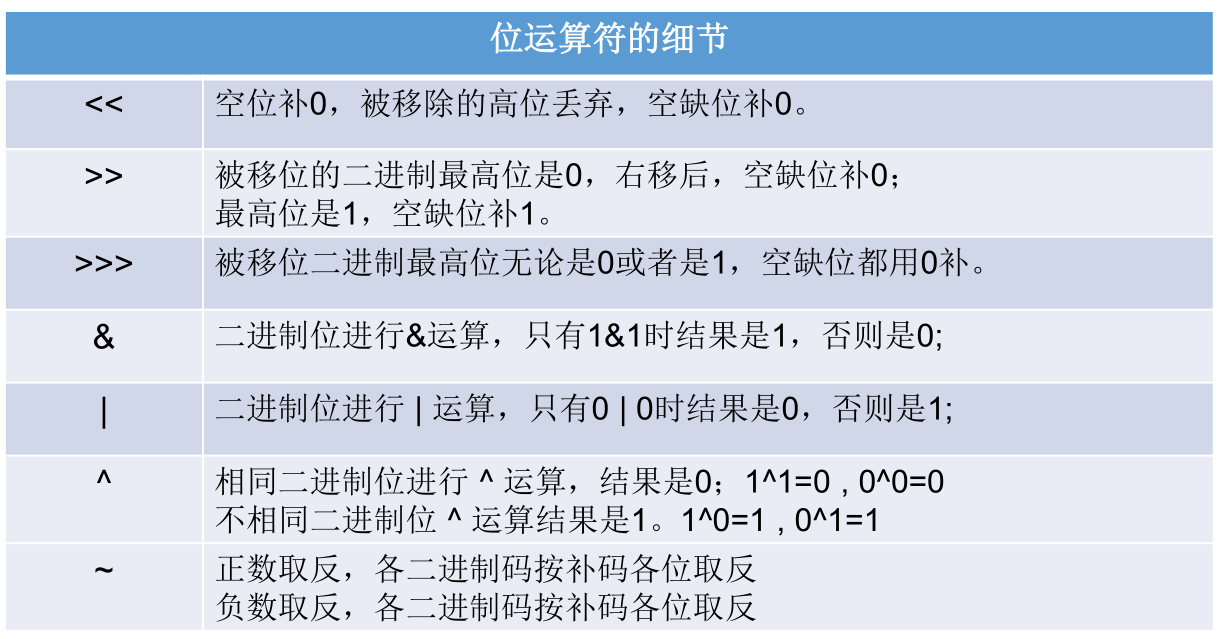 位运算符的细节
<< 空位补0，被移除的高位丢弃，空缺位补0。
>> 被移位的二进制最高位是0，右移后，空缺位补0；
最高位是1，空缺位补1。
>>> 被移位二进制最高位无论是0或者是1，空缺位都用0补。
& 二进制位进行&运算，只有1&1时结果是1，否则是0;
| 二进制位进行 | 运算，只有0 | 0时结果是0，否则是1;
^ 相同二进制位进行 ^ 运算，结果是0；1^1=0 , 0^0=0
不相同二进制位 ^ 运算结果是1。1^0=1 , 0^1=1
~ 正数取反，各二进制码按补码各位取反
负数取反，各二进制码按补码各位取反